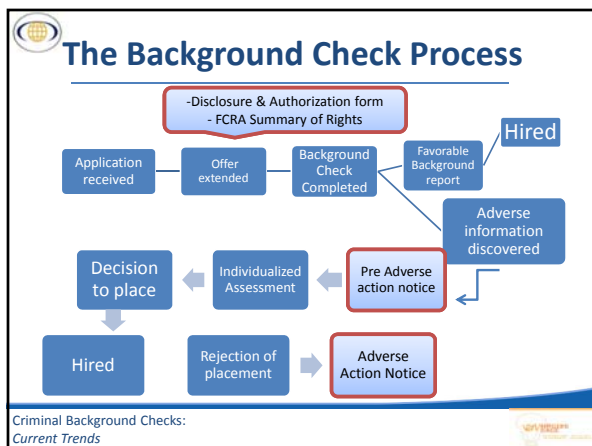 The Background Check Process
-Disclosure & Authorization form
- FCRA Summary of Rights
Application
received
Offer
extended
Background
Check
Completed
Favorable
Background
report
Hired
Adverse
information
discovered
Decision
to place
Individualized
Assessment
Pre Adverse
action notice
Hired
Rejection of
placement
Adverse
Action Notice
Criminal Background Checks:
Current Trends